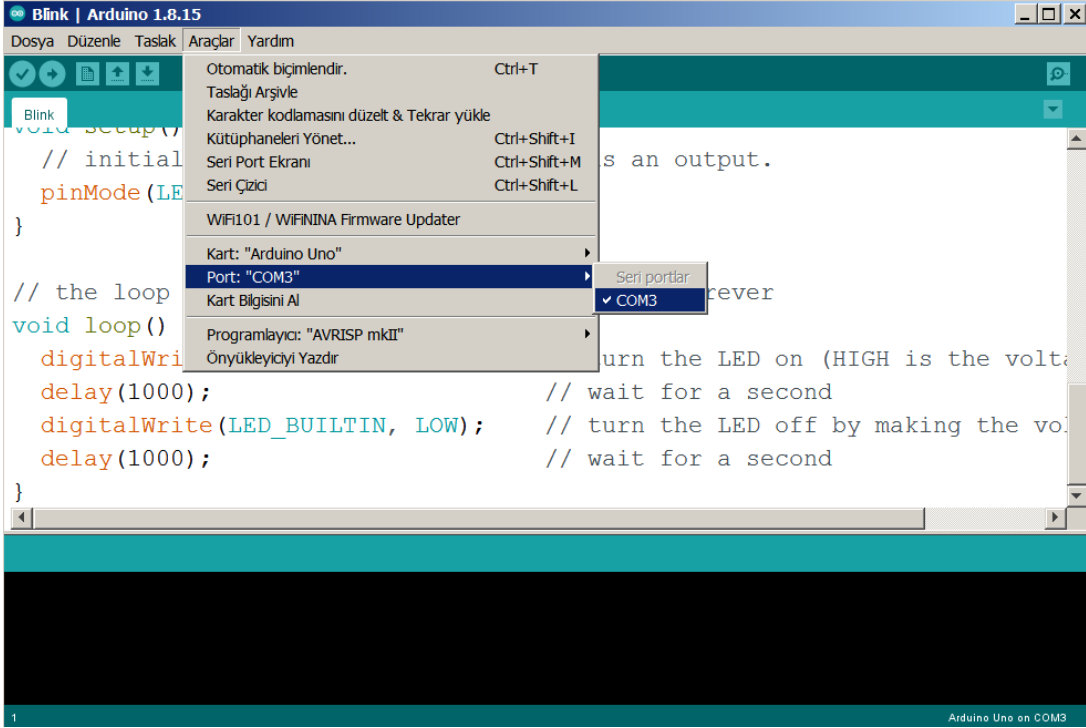 Blink | Arduino 1.8.15
Dosya Düzenle Taslak Araçlar Yardım
Blink
Otomatik biçimlendir. Ctrl+T
Taslağı Arşivle
Karakter kodlamasını düzelt & Tekrar yükle
Kütüphaneleri Yönet... Ctrl+Shift+I
Seri Port Ekranı Ctrl+Shift+M
Seri Çizici Ctrl+Shift+L
WiFi101 / WiFiNINA Firmware Updater
Kart: "Arduino Uno"
Port: "COM3"
Kart Bilgisini Al
Programlayıcı: "AVRISP mkII"
Önyükleyiciyi Yazdır
Seri portlar
COM3
void setup()
// initial s an output.
pinMode(LE
}
// the loop rever
void loop()
digitalWri urn the LED on (HIGH is the volta
delay(1000); // wait for a second
digitalWrite(LED_BUILTIN, LOW); // turn the LED off by making the vol
delay(1000); // wait for a second
}
1 Arduino Uno on COM3